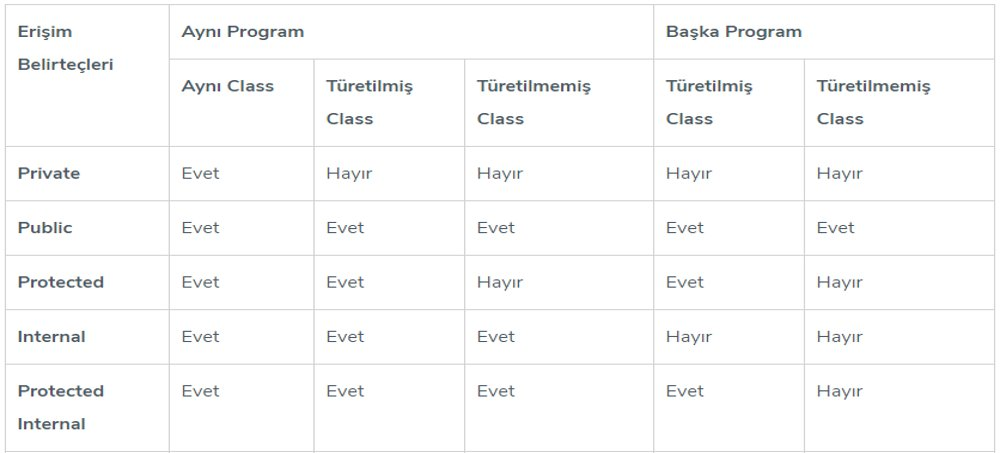 Erişim Belirteçleri	Aynı Program	Başka Program
Aynı Class	Türetilmiş Class	Türetilmemiş Class	Türetilmiş Class	Türetilmemiş Class
Private	Evet	Hayır	Hayır	Hayır	Hayır
Public	Evet	Evet	Evet	Evet	Evet
Protected	Evet	Evet	Hayır	Evet	Hayır
Internal	Evet	Evet	Evet	Hayır	Hayır
Protected Internal	Evet	Evet	Evet	Evet	Hayır